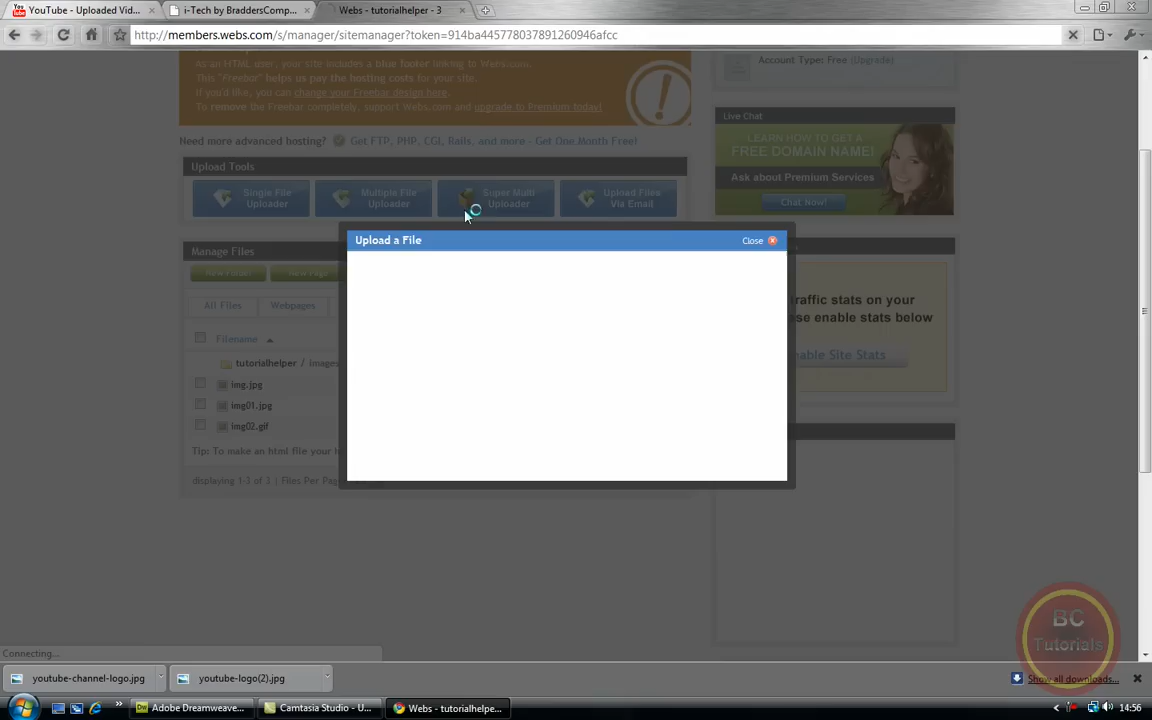 YouTube - Uploaded Vid...
i-Tech by BraddersComp...
Webs - tutorialhelper - 3
http://members.webs.com/s/manager/sitemanager?token=914ba445778037891260946afcc
As an HTML user, your site includes a blue footer linking to Webs.com.
This "Freebar" helps us pay the hosting costs for your site.
If you'd like, you can change your Freebar design here.
To remove the Freebar completely, support Webs.com and upgrade to Premium today!
Account Type: Free (Upgrade)
Need more advanced hosting? Get FTP, PHP, CGI, Rails, and more - Get One Month Free!
Upload Tools
Single File
Uploader
Multiple File
Uploader
Super Multi
Uploader
Upload Files
Via Email
Live Chat
LEARN HOW TO GET A
FREE DOMAIN NAME!
Ask about Premium Services
Chat Now!
Upload a File
Close
Manage Files
New Folder
New Page
All Files
Webpages
Filename
tutorialhelper / images
img.jpg
img01.jpg
img02.gif
Tip: To make an html file your h
displaying 1-3 of 3 | Files Per Pag
traffic stats on your
ase enable stats below
nable Site Stats
Connecting...
BC
Tutorials
youtube-channel-logo.jpg
youtube-logo(2).jpg
Show all downloads...
Adobe Dreamweave...
Camtasia Studio - U...
Webs - tutorialhelpe...
14:56